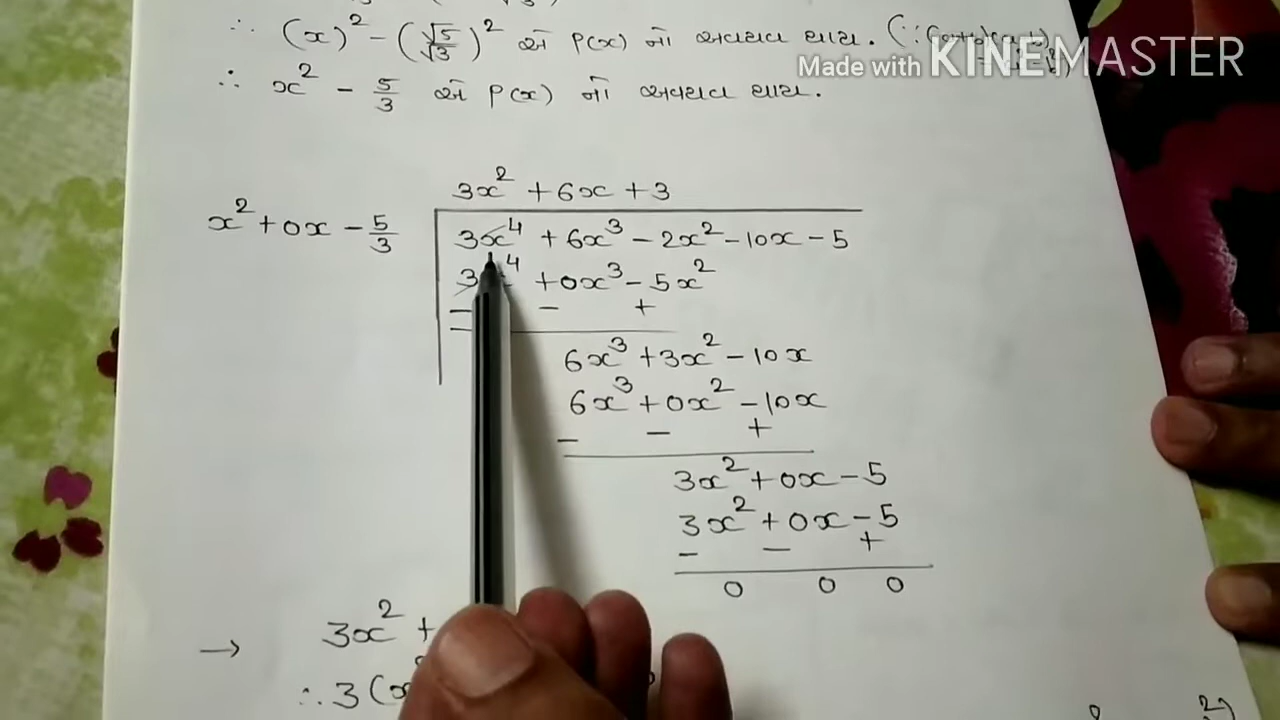 ∴ (x)² - (√5/√3)² એ P(x) નો અવયવ થાય.
Made with KINEMASTER
∴ x² - 5/3 એ P(x) નો અવયવ થાય.
3x² + 6x + 3
x² + 0x - 5/3
3x⁴ + 6x³ - 2x² - 10x - 5
3x⁴ + 0x³ - 5x²
- - +
6x³ + 3x² - 10x
6x³ + 0x² - 10x
- - +
3x² + 0x - 5
3x² + 0x - 5
- - +
0 0 0
→ 3x² +
∴ 3(x